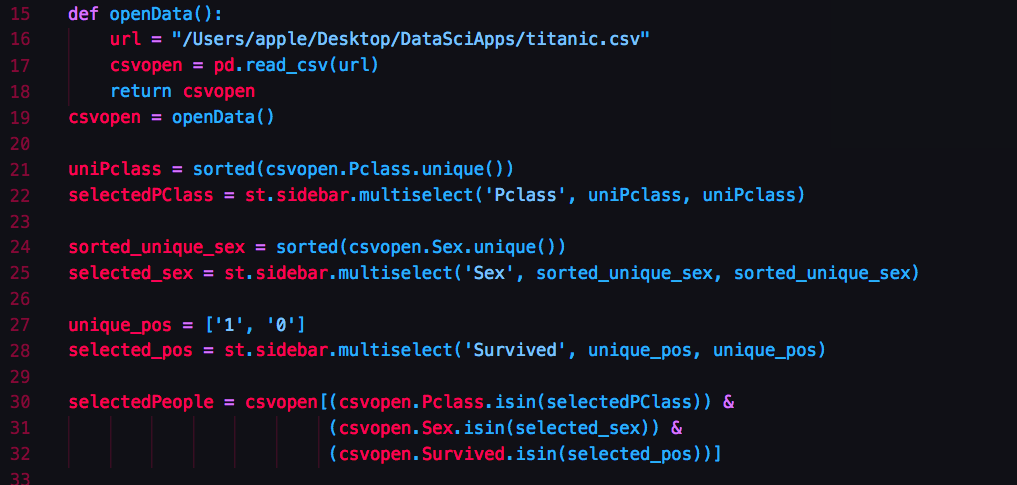 15 def openData():
16     url = "/Users/apple/Desktop/DataSciApps/titanic.csv"
17     csvopen = pd.read_csv(url)
18     return csvopen
19 csvopen = openData()
20
21 uniPclass = sorted(csvopen.Pclass.unique())
22 selectedPClass = st.sidebar.multiselect('Pclass', uniPclass, uniPclass)
23
24 sorted_unique_sex = sorted(csvopen.Sex.unique())
25 selected_sex = st.sidebar.multiselect('Sex', sorted_unique_sex, sorted_unique_sex)
26
27 unique_pos = ['1', '0']
28 selected_pos = st.sidebar.multiselect('Survived', unique_pos, unique_pos)
29
30 selectedPeople = csvopen[(csvopen.Pclass.isin(selectedPClass)) &
31                          (csvopen.Sex.isin(selected_sex)) &
32                          (csvopen.Survived.isin(selected_pos))]
33